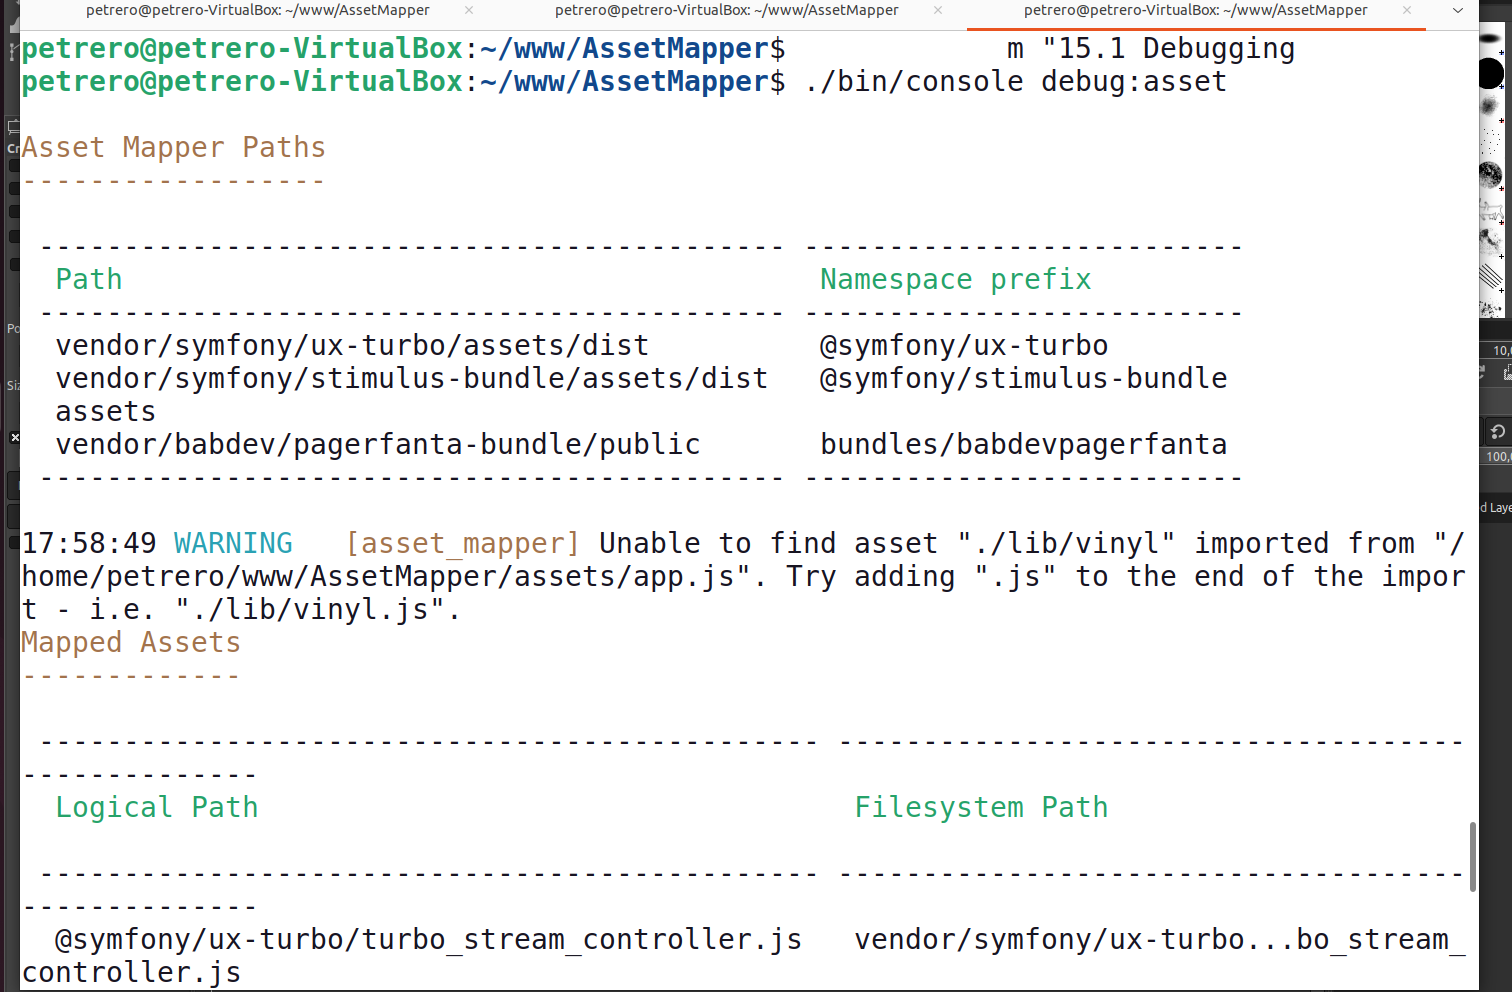 petrero@petrero-VirtualBox: ~/www/AssetMapper × petrero@petrero-VirtualBox: ~/www/AssetMapper × petrero@petrero-VirtualBox: ~/www/AssetMapper ×
petrero@petrero-VirtualBox:~/www/AssetMapper$ m "15.1 Debugging
petrero@petrero-VirtualBox:~/www/AssetMapper$ ./bin/console debug:asset
Asset Mapper Paths
------------------
-------------------------------------------- --------------------------
Path Namespace prefix
-------------------------------------------- --------------------------
vendor/symfony/ux-turbo/assets/dist @symfony/ux-turbo
vendor/symfony/stimulus-bundle/assets/dist @symfony/stimulus-bundle
assets
vendor/babdev/pagerfanta-bundle/public bundles/babdevpagerfanta
-------------------------------------------- --------------------------
17:58:49 WARNING [asset_mapper] Unable to find asset "./lib/vinyl" imported from "/
home/petrero/www/AssetMapper/assets/app.js". Try adding ".js" to the end of the impor
t - i.e. "./lib/vinyl.js".
Mapped Assets
-------------
---------------------------------------------- -------------------------------------
--------------
Logical Path Filesystem Path
---------------------------------------------- -------------------------------------
--------------
@symfony/ux-turbo/turbo_stream_controller.js vendor/symfony/ux-turbo...bo_stream_
controller.js
Cr
Po
Siz
10,
100,
d Laye